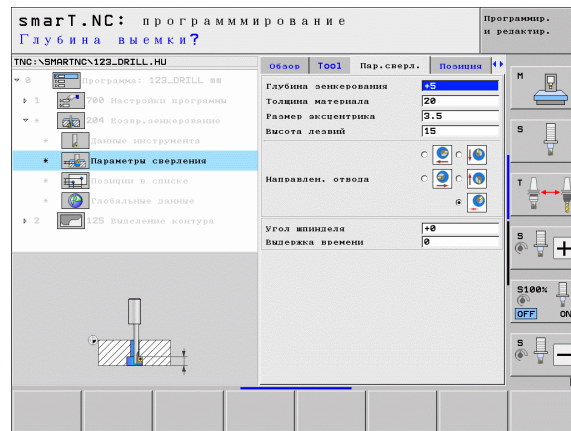 smarT.NC: программмирование
Программир.
и редактир.
Глубина выемки?
TNC:\SMARTNC\123_DRILL.HU
Обзор Tool Пар.сверл. Позиция
0 Программа: 123_DRILL мм
1 700 Настройки программы
* 204 Возвр.зенкерование
* Данные инструмента
* Параметры сверления
* Позиции в списке
* Глобальные данные
2 125 Выделение контура
Глубина зенкерования +5
Толщина материала 20
Размер эксцентрика 3.5
Высота лезвий 15
Направлен. отвода
Угол шпинделя +0
Выдержка времени 0
M
S
T
S
S100%
OFF ON
S